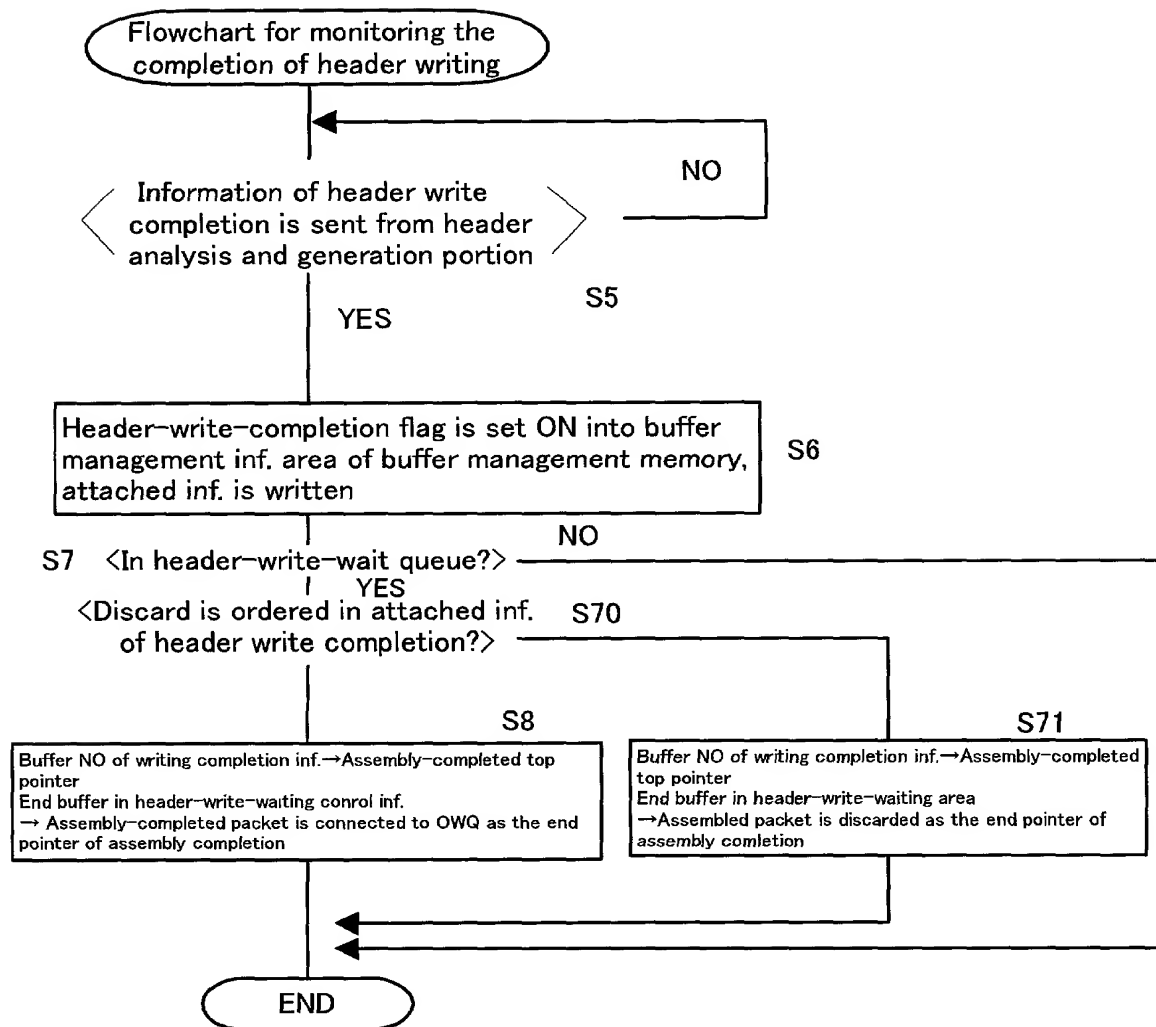 Flowchart for monitoring the
completion of header writing
NO
Information of header write
completion is sent from header
analysis and generation portion
S5
YES
Header-write-completion flag is set ON into buffer
management inf. area of buffer management memory,
attached inf. is written
S6
NO
S7 <In header-write-wait queue?>
YES
<Discard is ordered in attached inf.
of header write completion?>
S70
S8
Buffer NO of writing completion inf.→Assembly-completed top
pointer
End buffer in header-write-waiting conrol inf.
→ Assembly-completed packet is connected to OWQ as the end
pointer of assembly completion
S71
Buffer NO of writing completion inf.→Assembly-completed
top pointer
End buffer in header-write-waiting area
→Assembled packet is discarded as the end pointer of
assembly comletion
END